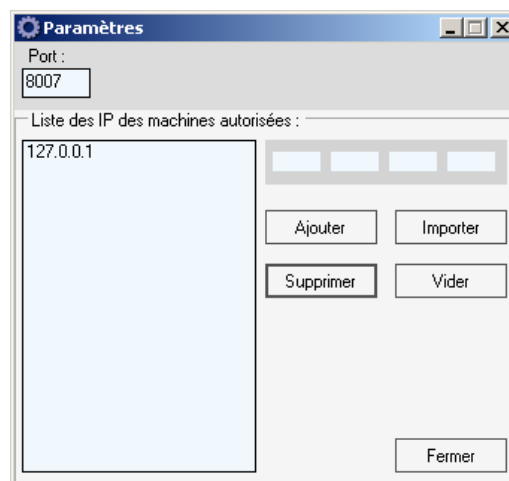 Paramètres
Port :
8007
Liste des IP des machines autorisées :
127.0.0.1
Ajouter
Importer
Supprimer
Vider
Fermer